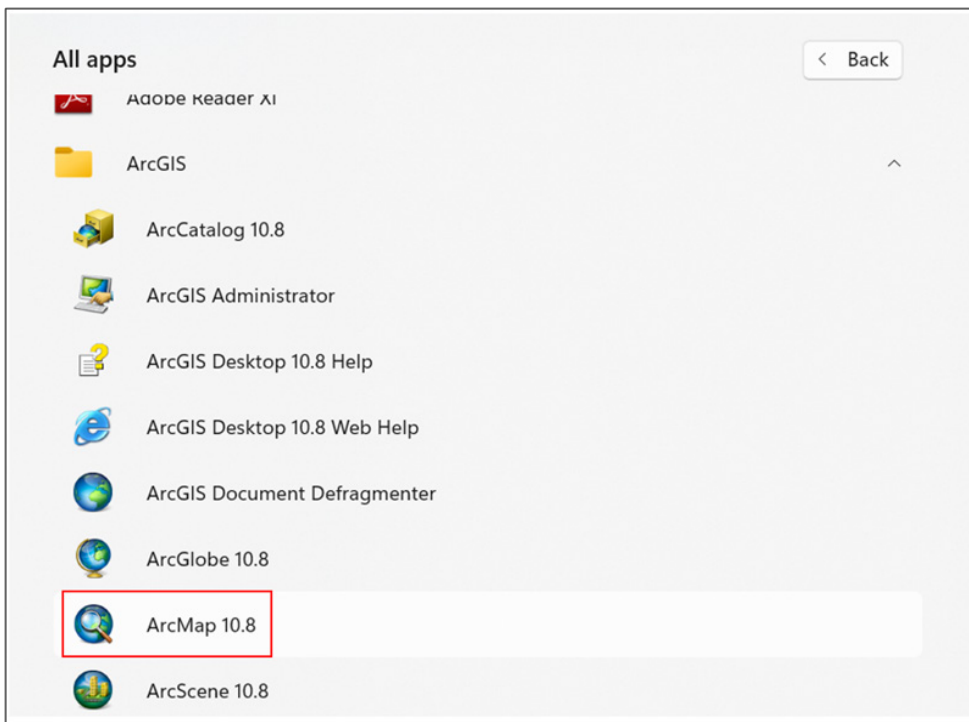 All apps
Back
Adobe Reader XI
ArcGIS
ArcCatalog 10.8
ArcGIS Administrator
ArcGIS Desktop 10.8 Help
ArcGIS Desktop 10.8 Web Help
ArcGIS Document Defragmenter
ArcGlobe 10.8
ArcMap 10.8
ArcScene 10.8